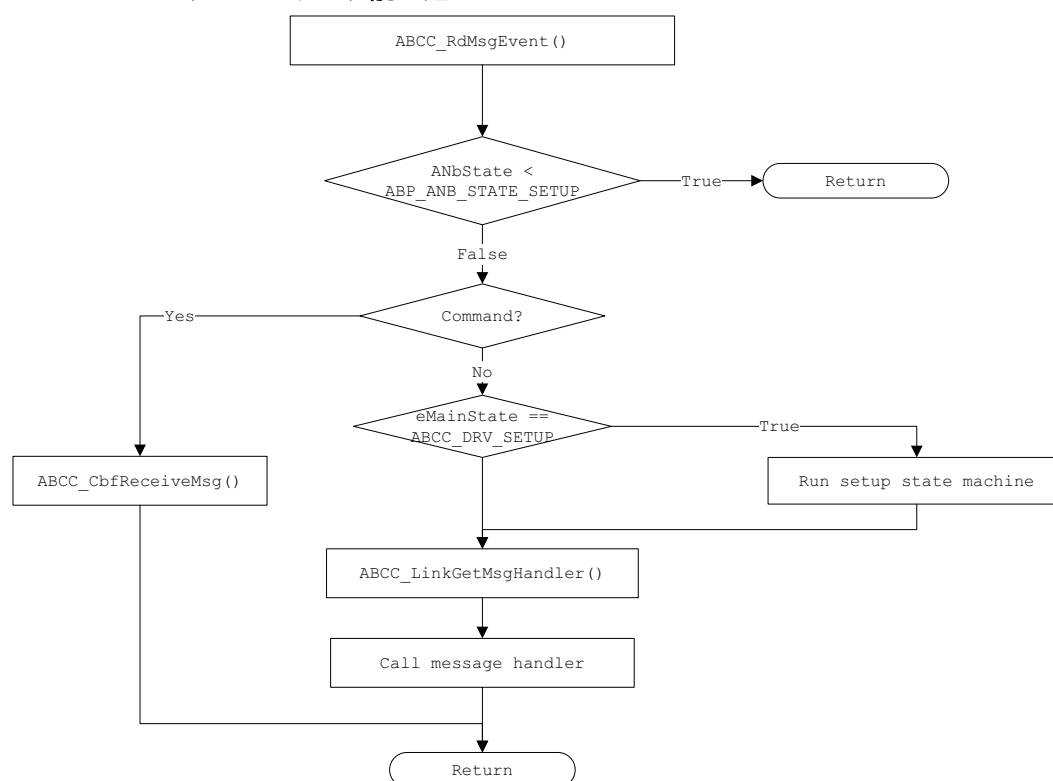 ABCC_RdMsgEvent()
ANbState <
ABP_ANB_STATE_SETUP
True
Return
False
Command?
Yes
No
eMainState ==
ABCC_DRV_SETUP
True
ABCC_CbfReceiveMsg()
Run setup state machine
ABCC_LinkGetMsgHandler()
Call message handler
Return